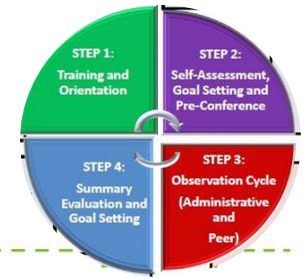 STEP 1:
Training and
Orientation
STEP 2:
Self-Assessment,
Goal Setting and
Pre-Conference
STEP 3:
Observation Cycle
(Administrative
and
Peer)
STEP 4:
Summary
Evaluation and
Goal Setting